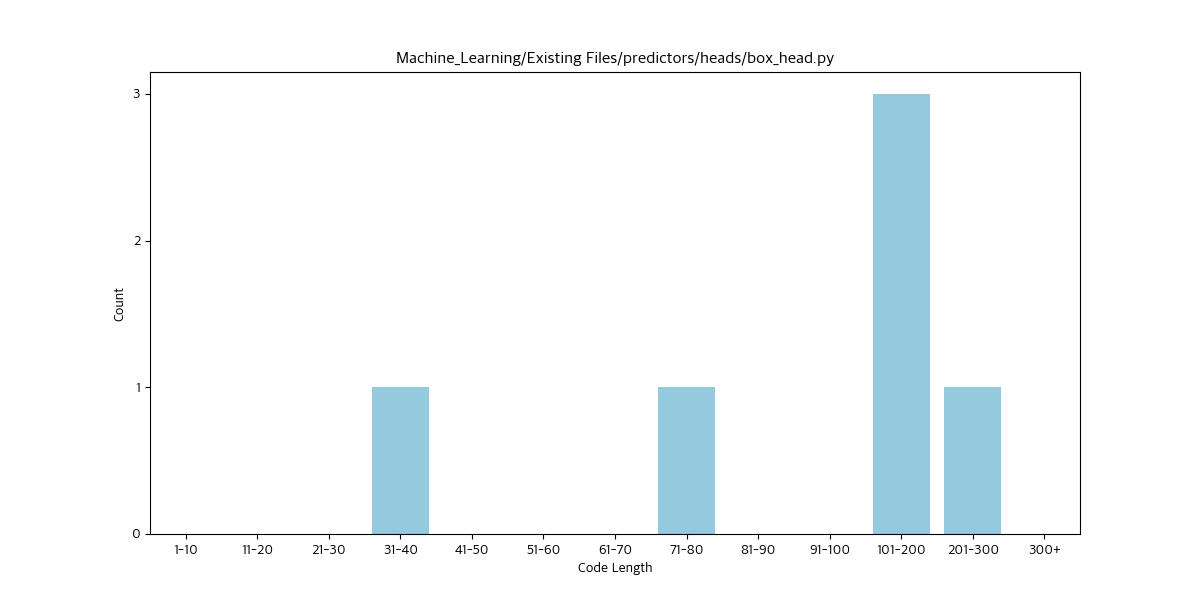 Machine_Learning/Existing Files/predictors/heads/box_head.py
3
2
1
0
Count
1-10 11-20 21-30 31-40 41-50 51-60 61-70 71-80 81-90 91-100 101-200 201-300 300+
Code Length